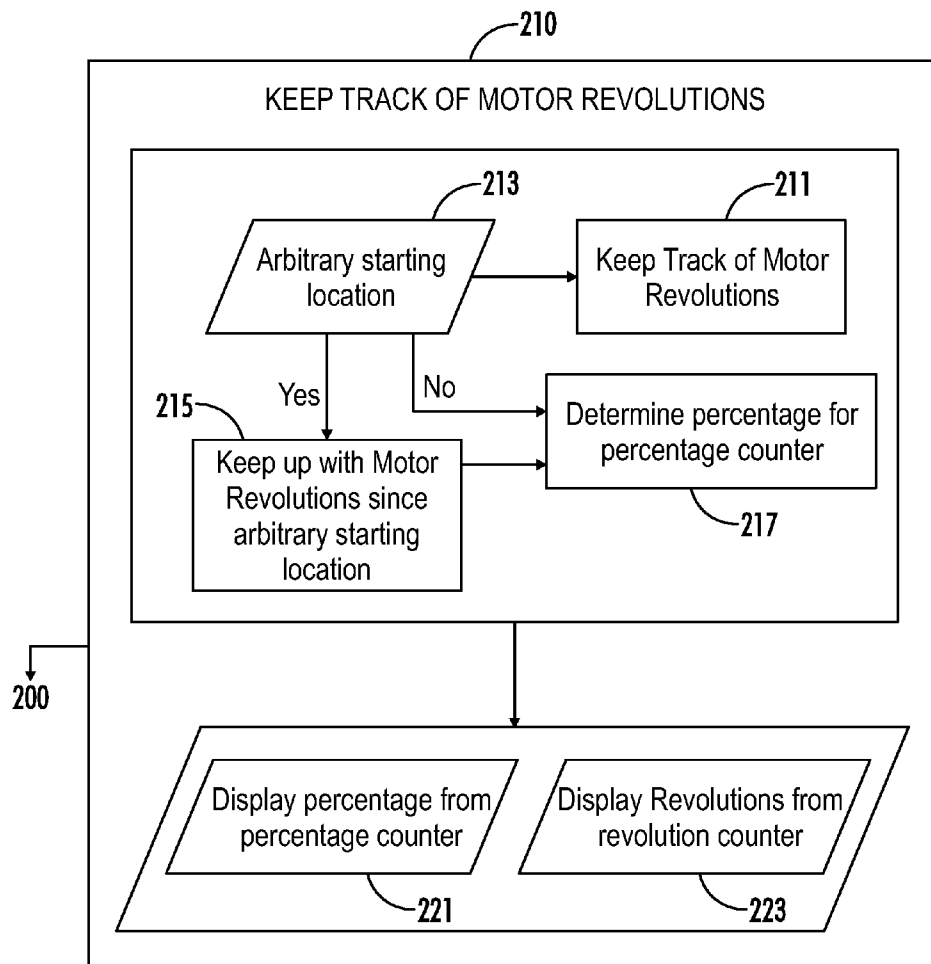 210
KEEP TRACK OF MOTOR REVOLUTIONS
213
211
Arbitrary starting
location
Keep Track of Motor
Revolutions
Yes
No
215
Keep up with Motor
Revolutions since
arbitrary starting
location
Determine percentage for
percentage counter
217
200
Display percentage from
percentage counter
Display Revolutions from
revolution counter
221
223